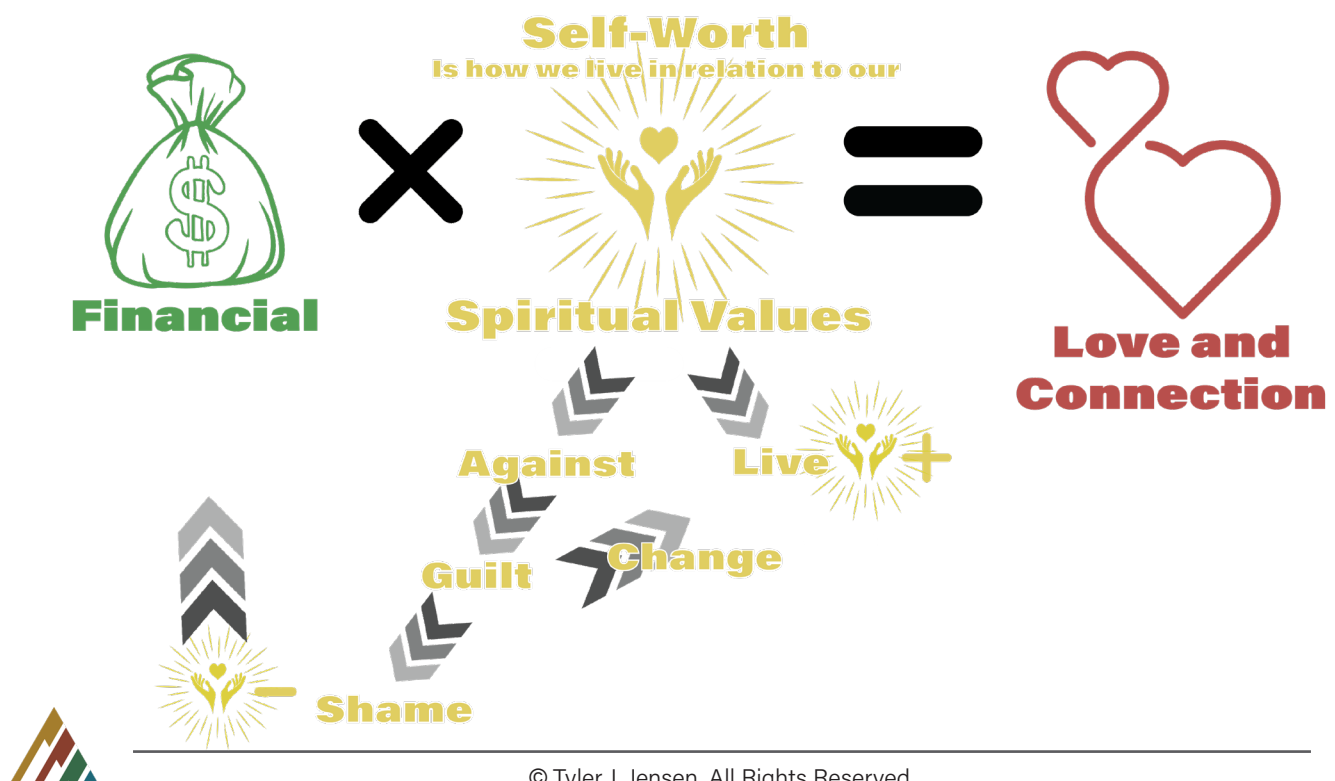 Self-Worth
Is how we live in relation to our
$
Financial
Spiritual Values
Love and
Connection
Against
Live
Guilt
Change
Shame
© Tyler J. Jensen. All Rights Reserved